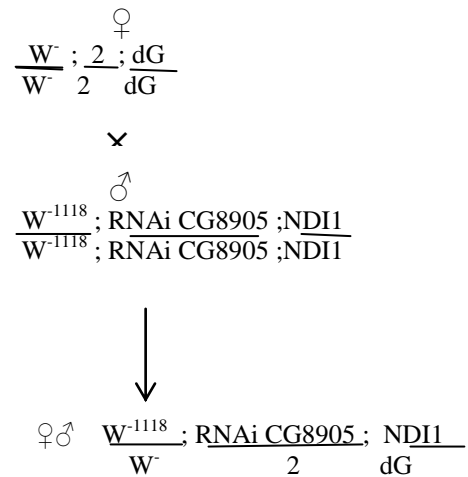 ♀
W- ; 2 ; dG
W- 2 dG
×
♂
W-1118 ; RNAi CG8905 ;NDI1
W-1118 ; RNAi CG8905 ;NDI1
♀♂ W-1118 ; RNAi CG8905 ; NDI1
W- 2 dG